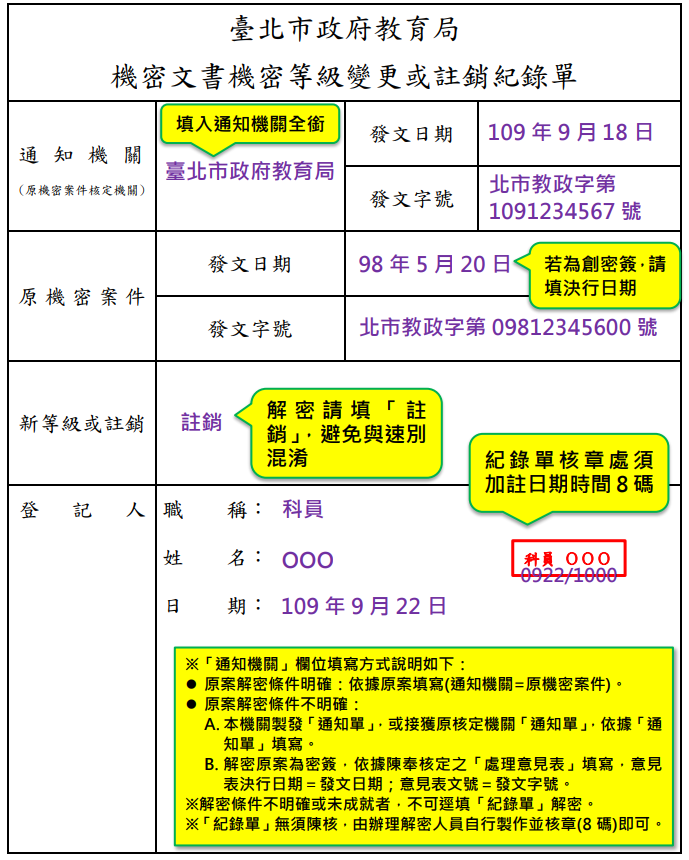 臺北市政府教育局
機密文書機密等級變更或註銷紀錄單
通知機關
（原機密案件核定機關）
填入通知機關全銜
臺北市政府教育局
發文日期
109 年 9 月 18 日
發文字號
北市教政字第
1091234567 號
原機密案件
發文日期
98 年 5 月 20 日
若為創密簽，請
填決行日期
發文字號
北市教政字第 09812345600 號
新等級或註銷
註銷
解密請填「註
銷」，避免與速別
混淆
紀錄單核章處須
加註日期時間 8 碼
登記人
職稱：
科員
姓名：
OOO
科員 OOO
0922/1000
日期：
109 年 9 月 22 日
※「通知機關」欄位填寫方式說明如下：
● 原案解密條件明確：依據原案填寫(通知機關=原機密案件)。
● 原案解密條件不明確：
A. 本機關製發「通知單」，或接獲原核定機關「通知單」，依據「通
知單」填寫。
B. 解密原案為密簽，依據陳奉核定之「處理意見表」填寫，意見
表決行日期＝發文日期；意見表文號＝發文字號。
※解密條件不明確或未成就者，不可逕填「紀錄單」解密。
※「紀錄單」無須陳核，由辦理解密人員自行製作並核章(8 碼)即可。